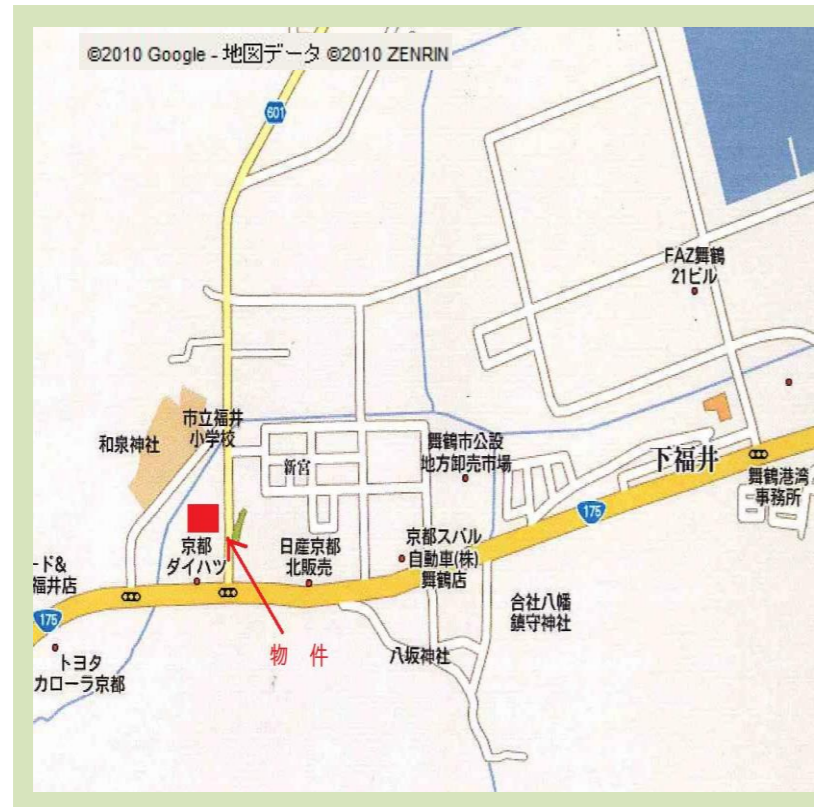 ©2010 Google - 地図データ ©2010 ZENRIN
601
FAZ舞鶴
21ビル
市立福井
小学校
和泉神社
新宮
舞鶴市公設
地方卸売市場
下福井
舞鶴港湾
事務所
175
京都
ダイハツ
日産京都
北販売
京都スバル
自動車(株)
舞鶴店
ード&
福井店
合社八幡
鎮守神社
175
物 件
八坂神社
トヨタ
カローラ京都